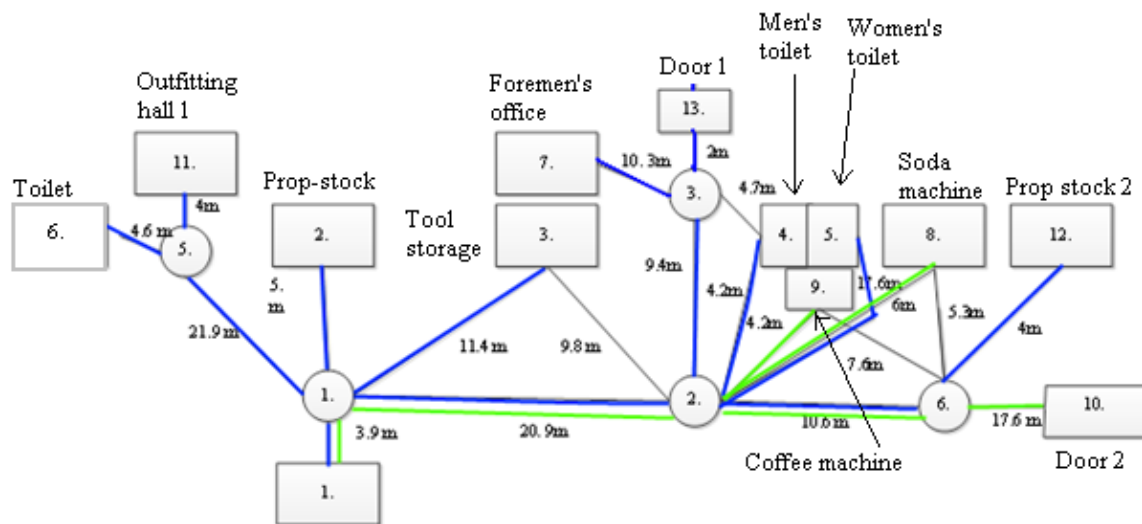 Men's
toilet
Women's
toilet
Outfitting
hall 1
Foremen's
office
Door 1
13.
11.
7.
10.3m
2m
Soda
machine
Toilet
Prop-stock
4.7m
Prop stock 2
3.
6.
4.6 m
4m
5.
2.
Tool
storage
3.
4.
5.
8.
12.
9.4m
17.6m
9.
5.
m
4.2m
6m
5.3m
4m
21.9 m
4.2m
11.4 m
9.8 m
7.6m
1.
2.
6.
10.
3.9 m
20.9m
10.6m
17.6 m
Coffee machine
Door 2
1.